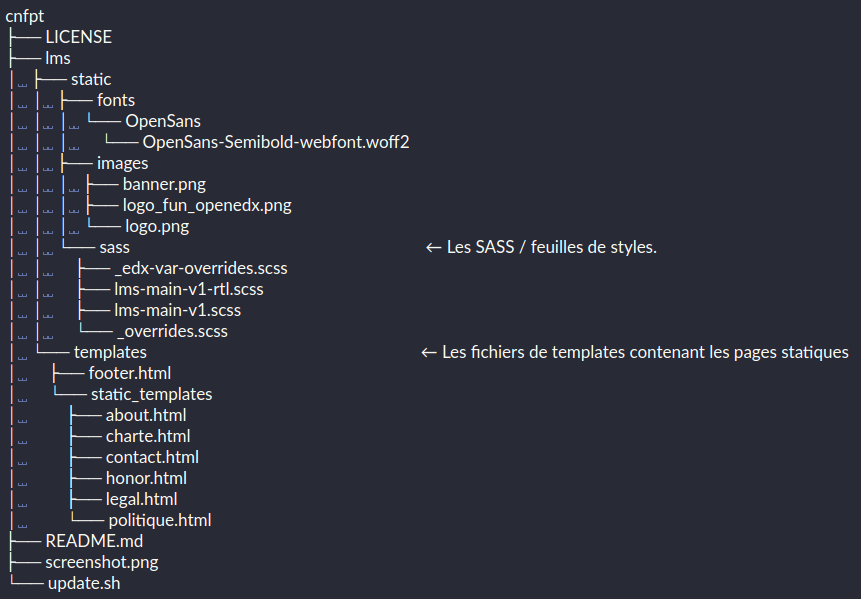 cnfpt
├── LICENSE
├── lms
│   ├── static
│   │   ├── fonts
│   │   │   └── OpenSans
│   │   │       └── OpenSans-Semibold-webfont.woff2
│   │   ├── images
│   │   │   ├── banner.png
│   │   │   ├── logo_fun_openedx.png
│   │   │   └── logo.png
│   │   └── sass ← Les SASS / feuilles de styles.
│   │       ├── _edx-var-overrides.scss
│   │       ├── lms-main-v1-rtl.scss
│   │       ├── lms-main-v1.scss
│   │       └── _overrides.scss
│   └── templates ← Les fichiers de templates contenant les pages statiques
│       ├── footer.html
│       └── static_templates
│           ├── about.html
│           ├── charte.html
│           ├── contact.html
│           ├── honor.html
│           ├── legal.html
│           └── politique.html
├── README.md
├── screenshot.png
└── update.sh